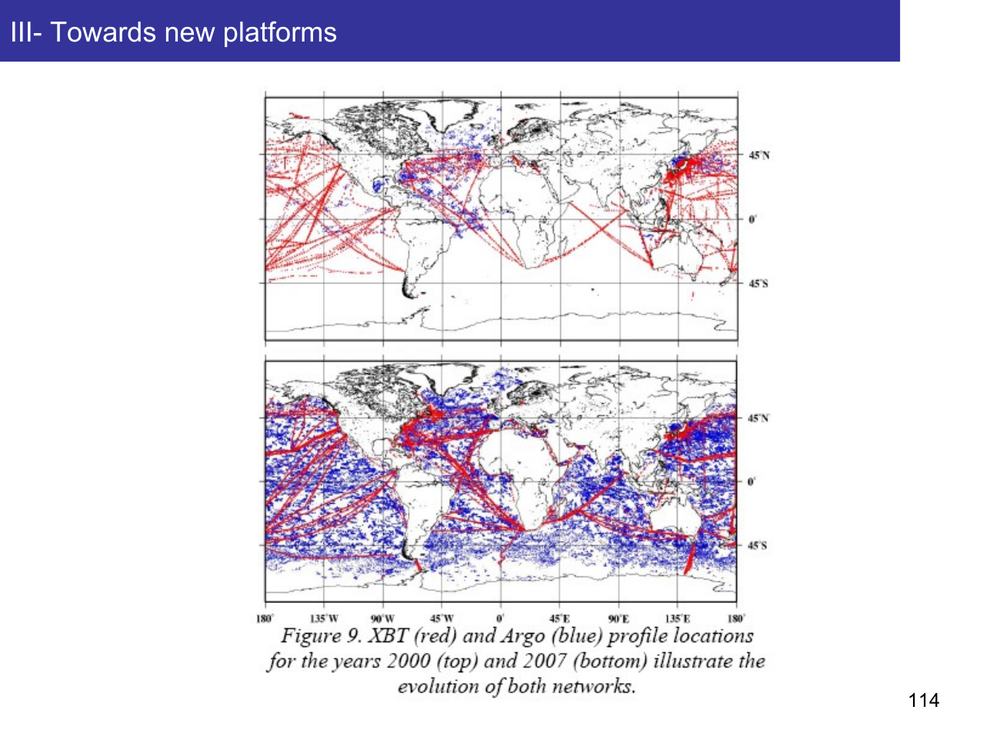 III- Towards new platforms
45°N
0°
45°S
45°N
0°
45°S
180° 135°W 90°W 45°W 0° 45°E 90°E 135°E 180°
Figure 9. XBT (red) and Argo (blue) profile locations
for the years 2000 (top) and 2007 (bottom) illustrate the
evolution of both networks.
114